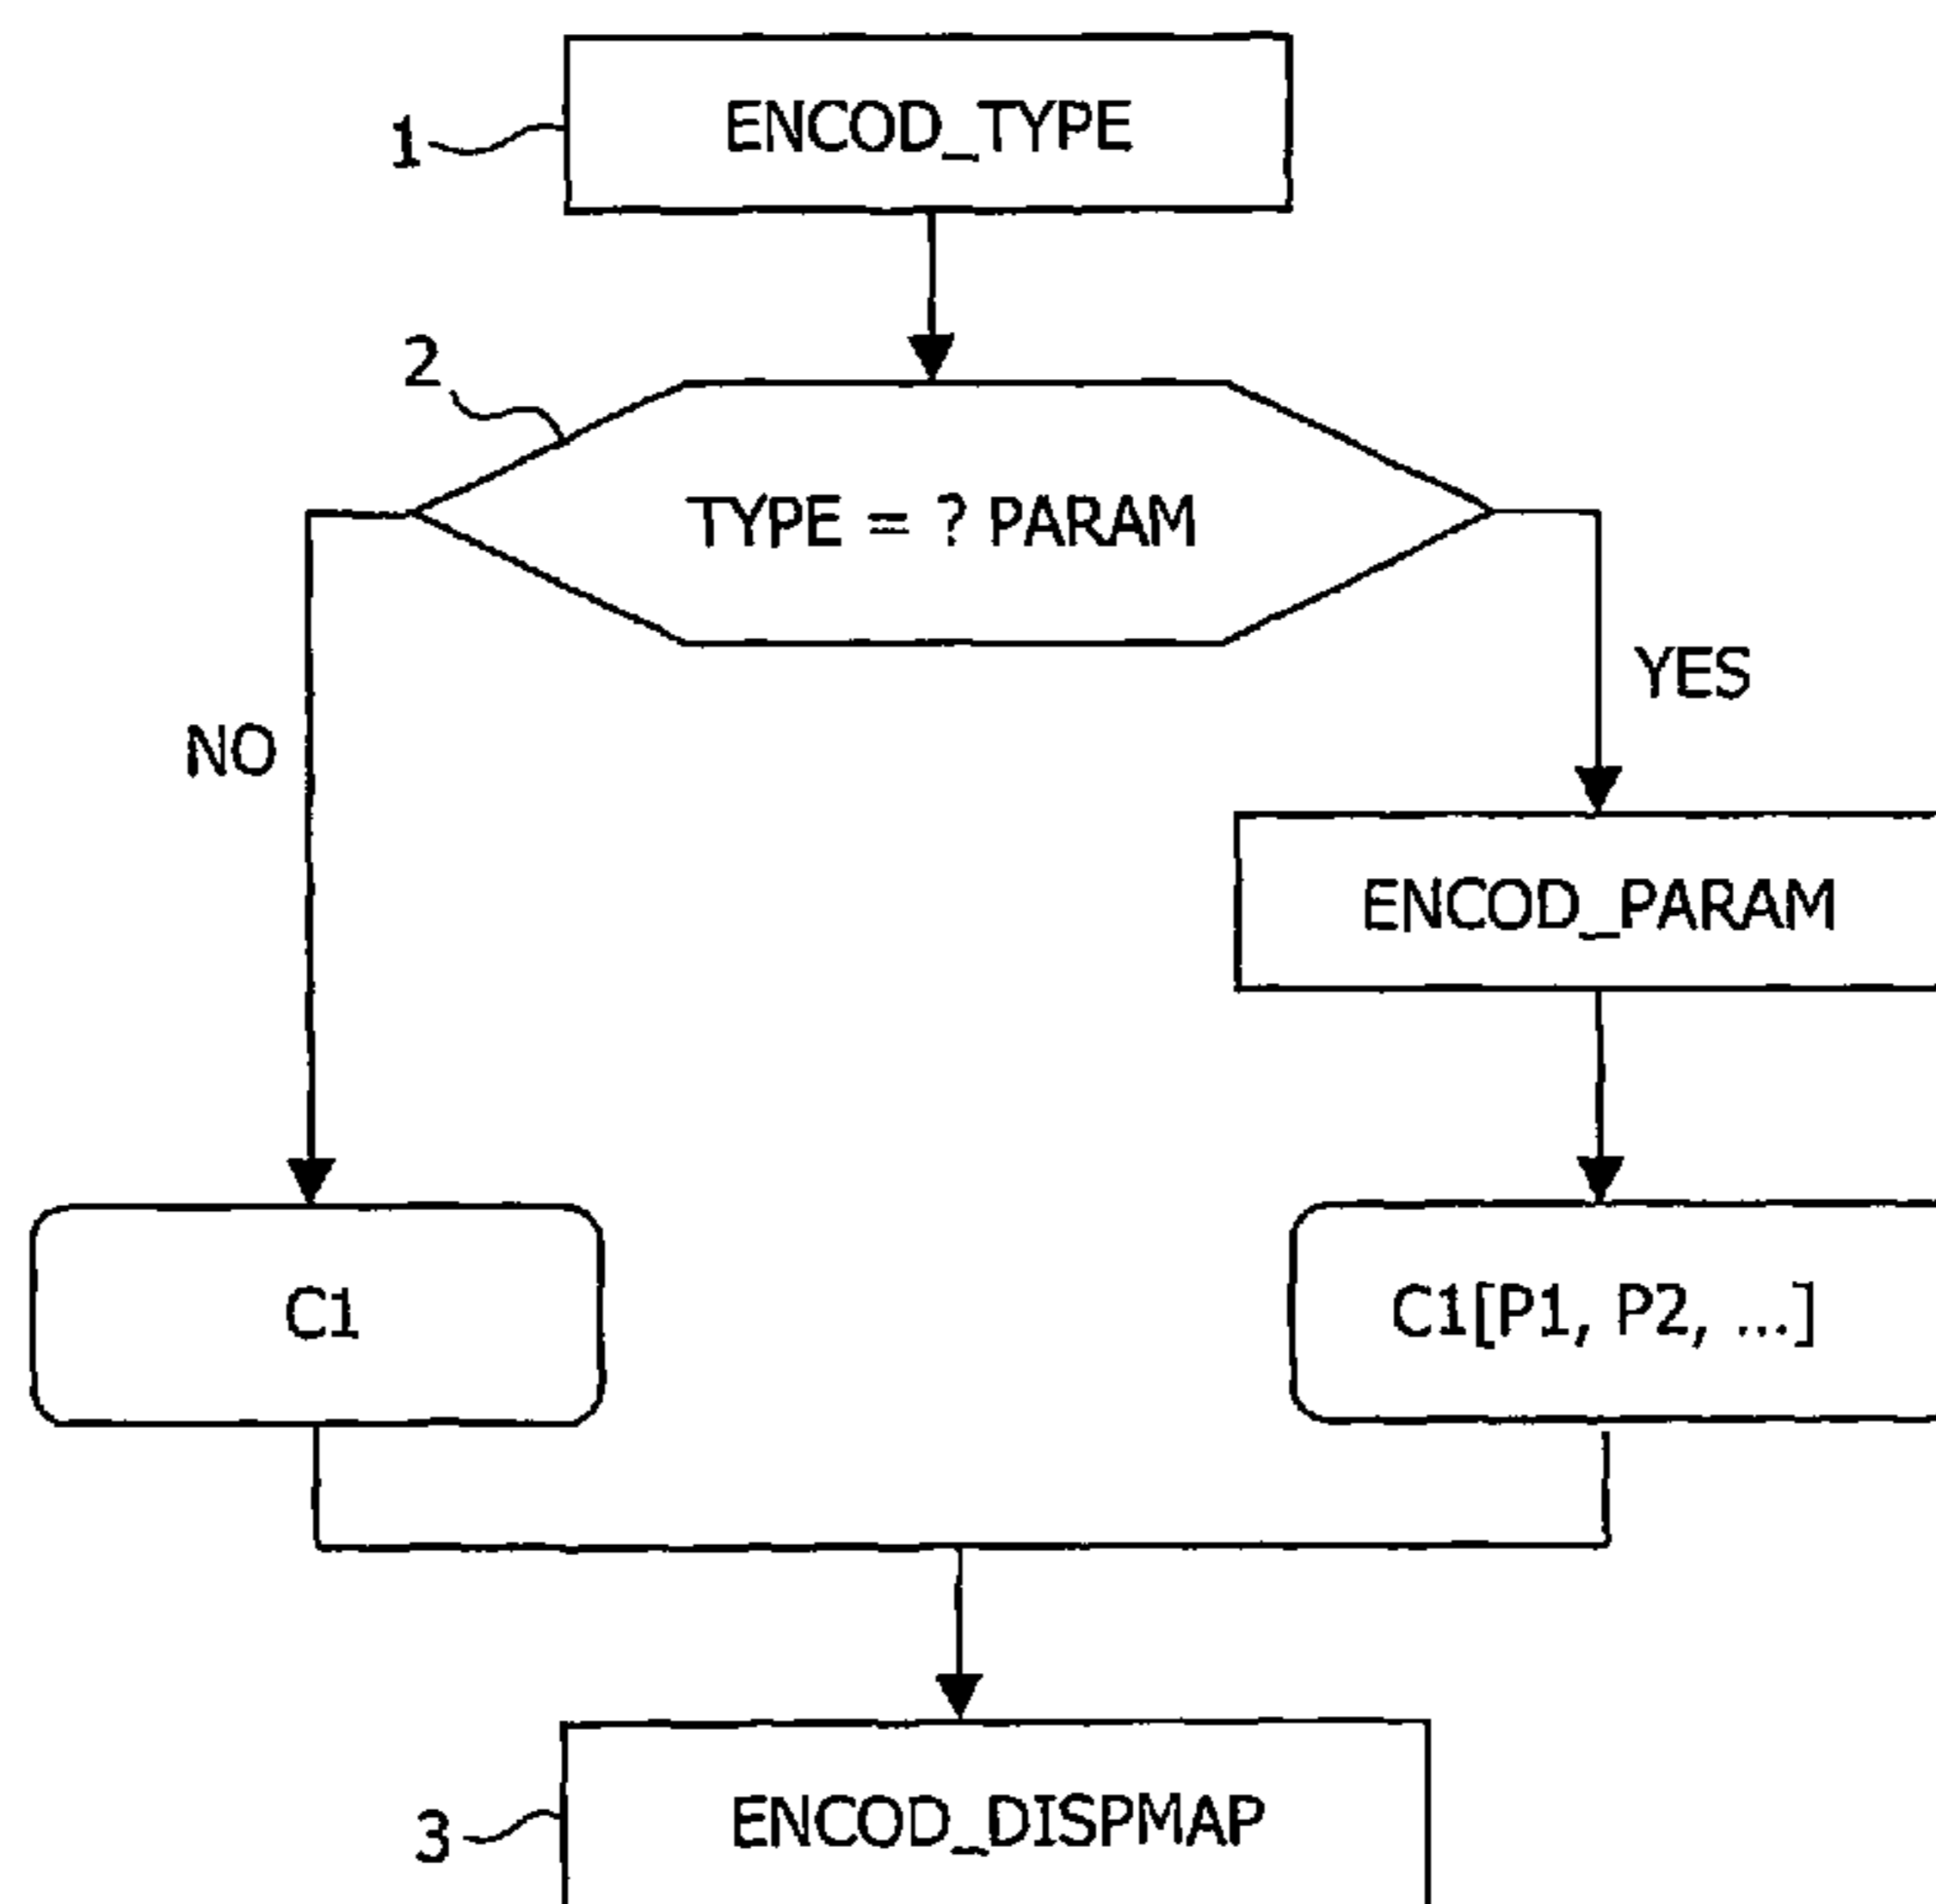 ENCOD_TYPE
1
2
TYPE = ? PARAM
YES
NO
ENCOD_PARAM
C1
C1[P1, P2, ...]
ENCOD_DISPMAP
3